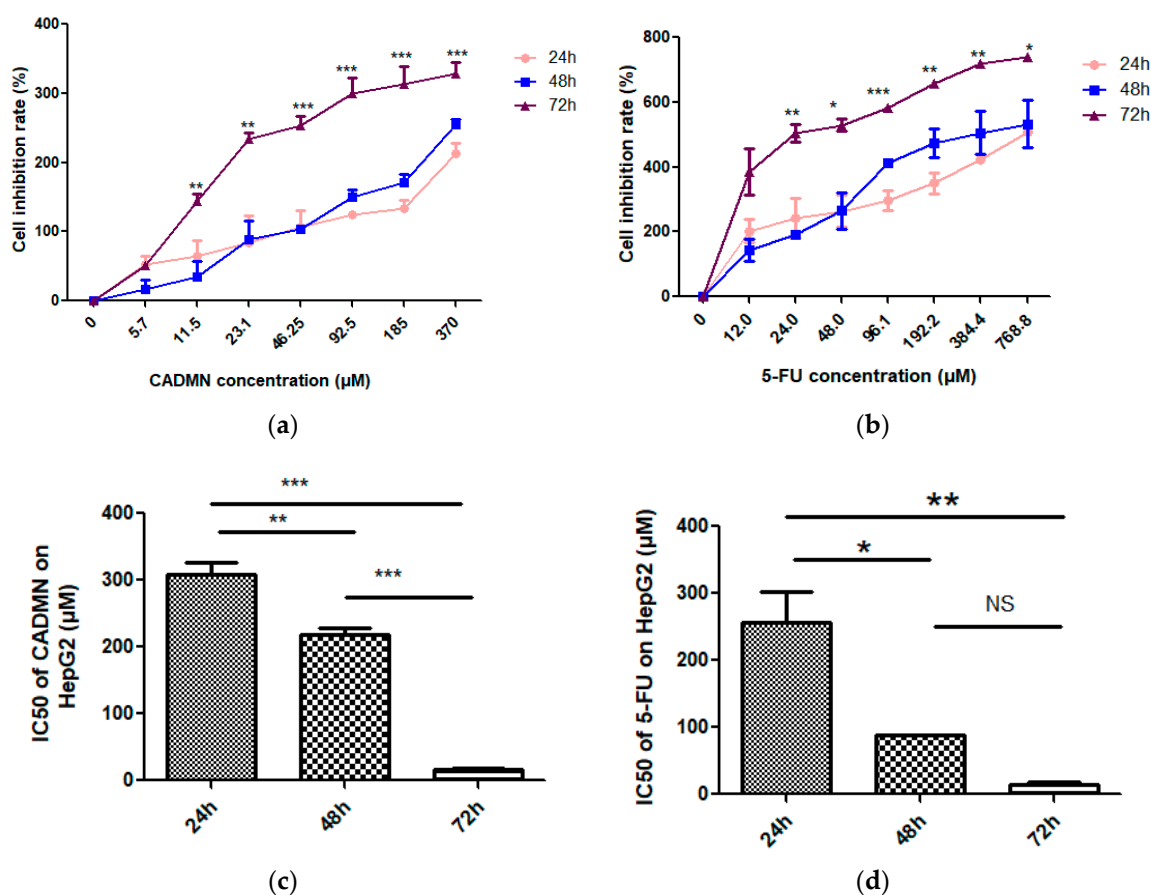 400
300
200
100
0
Cell inhibition rate (%)
** ** *** *** *** ***
24h
48h
72h
0 5.7 11.5 23.1 46.25 92.5 185 370
CADMN concentration (µM)
(a)
800
600
400
200
0
Cell inhibition rate (%)
** * *** ** ** *
24h
48h
72h
0 12.0 24.0 48.0 96.1 192.2 384.4 768.8
5-FU concentration (µM)
(b)
400
300
200
100
0
IC50 of CADMN on
HepG2 (µM)
***
**
***
24h 48h 72h
(c)
400
300
200
100
0
IC50 of 5-FU on HepG2 (µM)
**
*
NS
24h 48h 72h
(d)